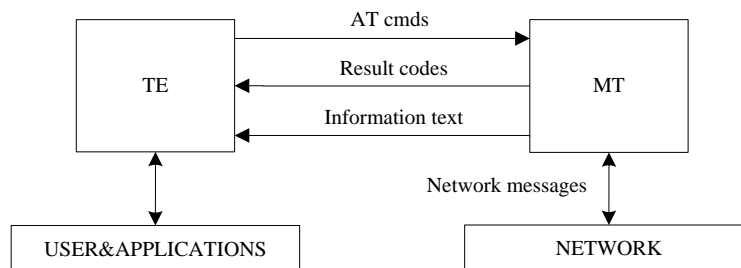 AT cmds
Result codes
TE
MT
Information text
Network messages
USER&APPLICATIONS
NETWORK